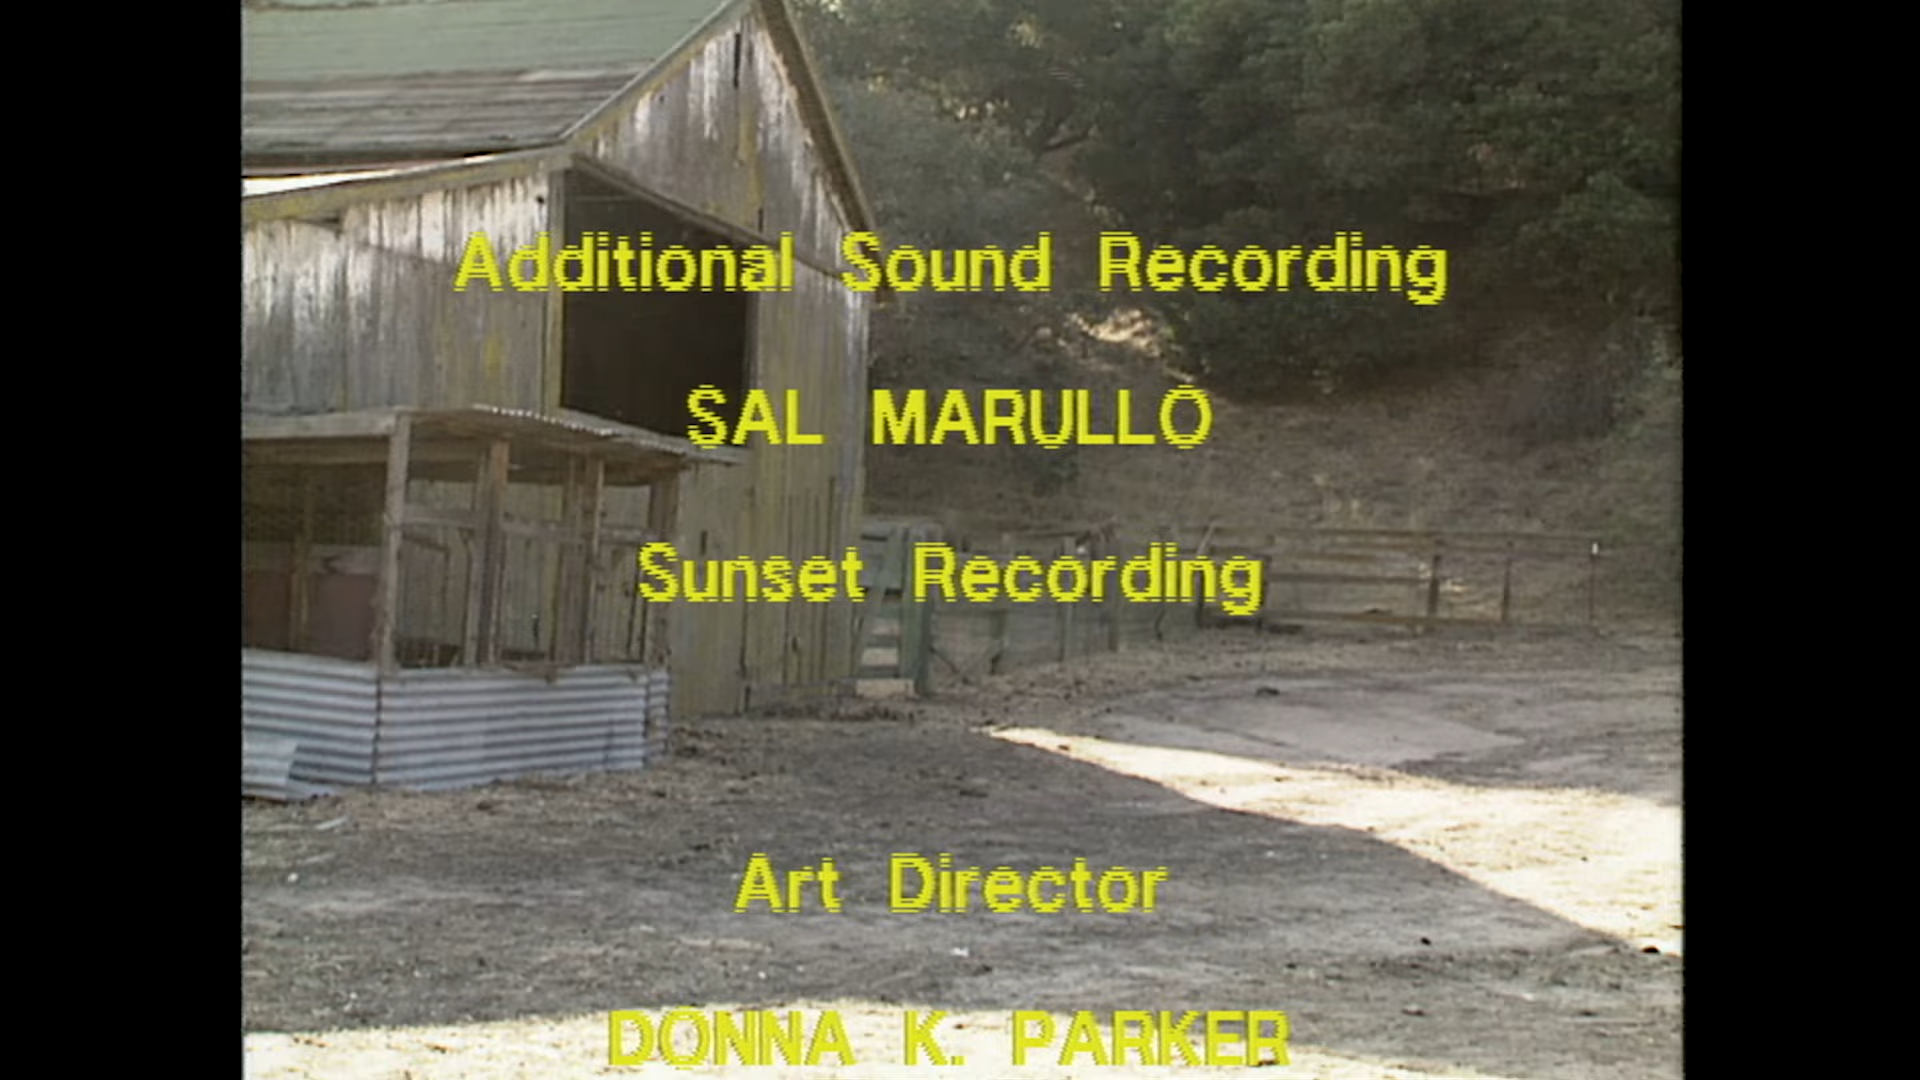 Additional Sound Recording
SAL MARULLO
Sunset Recording
Art Director
DONNA K. PARKER